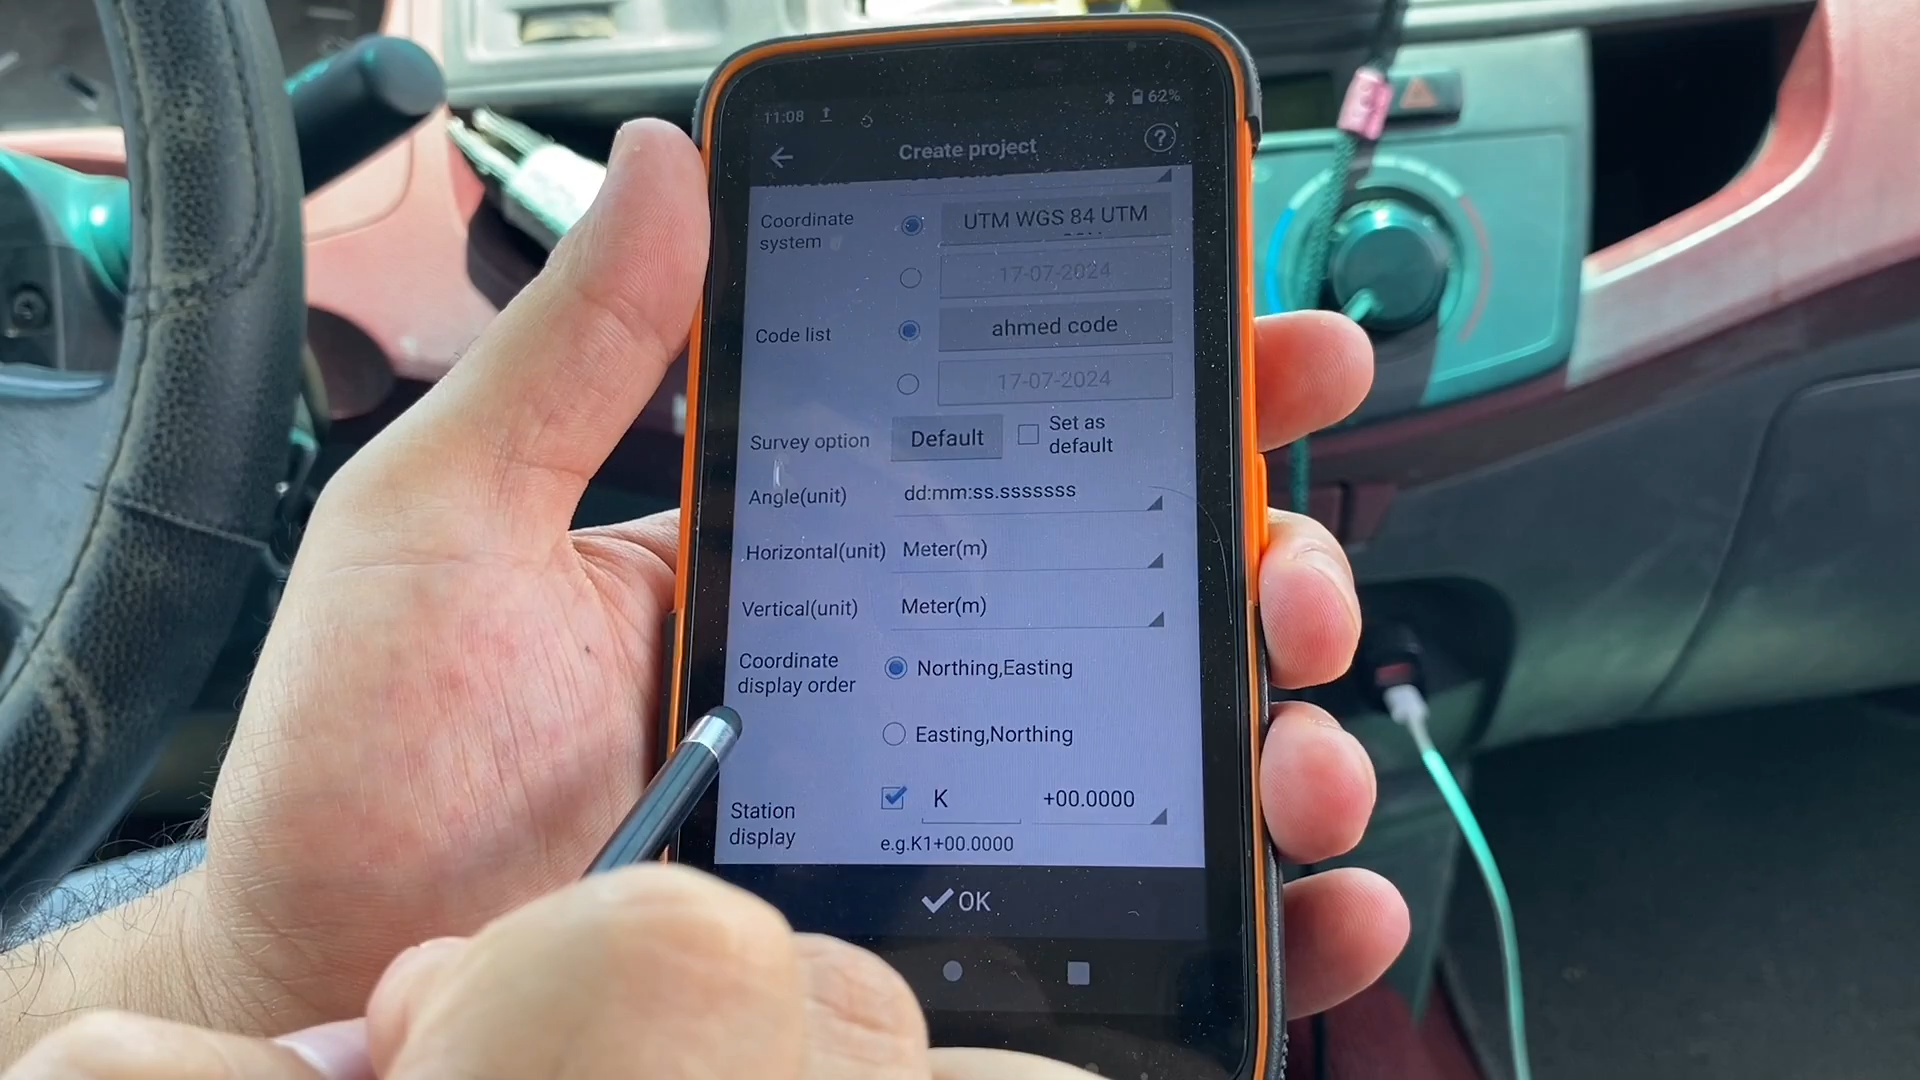 11:08
62%
Create project
Coordinate system
UTM WGS 84 UTM
17-07-2024
Code list
ahmed code
17-07-2024
Survey option
Default
Set as default
Angle(unit)
dd:mm:ss.sssssss
Horizontal(unit)
Meter(m)
Vertical(unit)
Meter(m)
Coordinate display order
Northing,Easting
Easting,Northing
Station display
K
+00.0000
e.g.K1+00.0000
OK